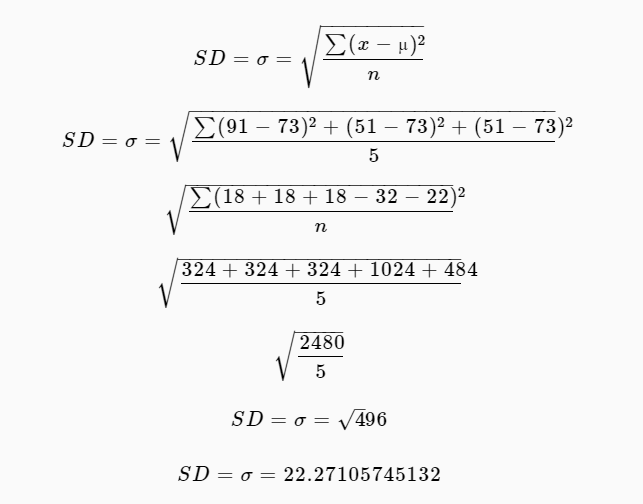 SD = σ = √(∑(x − μ)² / n)
SD = σ = √(∑(91 − 73)² + (51 − 73)² + (51 − 73)² / 5)
√(∑(18 + 18 + 18 − 32 − 22)² / n)
√(324 + 324 + 324 + 1024 + 484 / 5)
√(2480 / 5)
SD = σ = √496
SD = σ = 22.27105745132